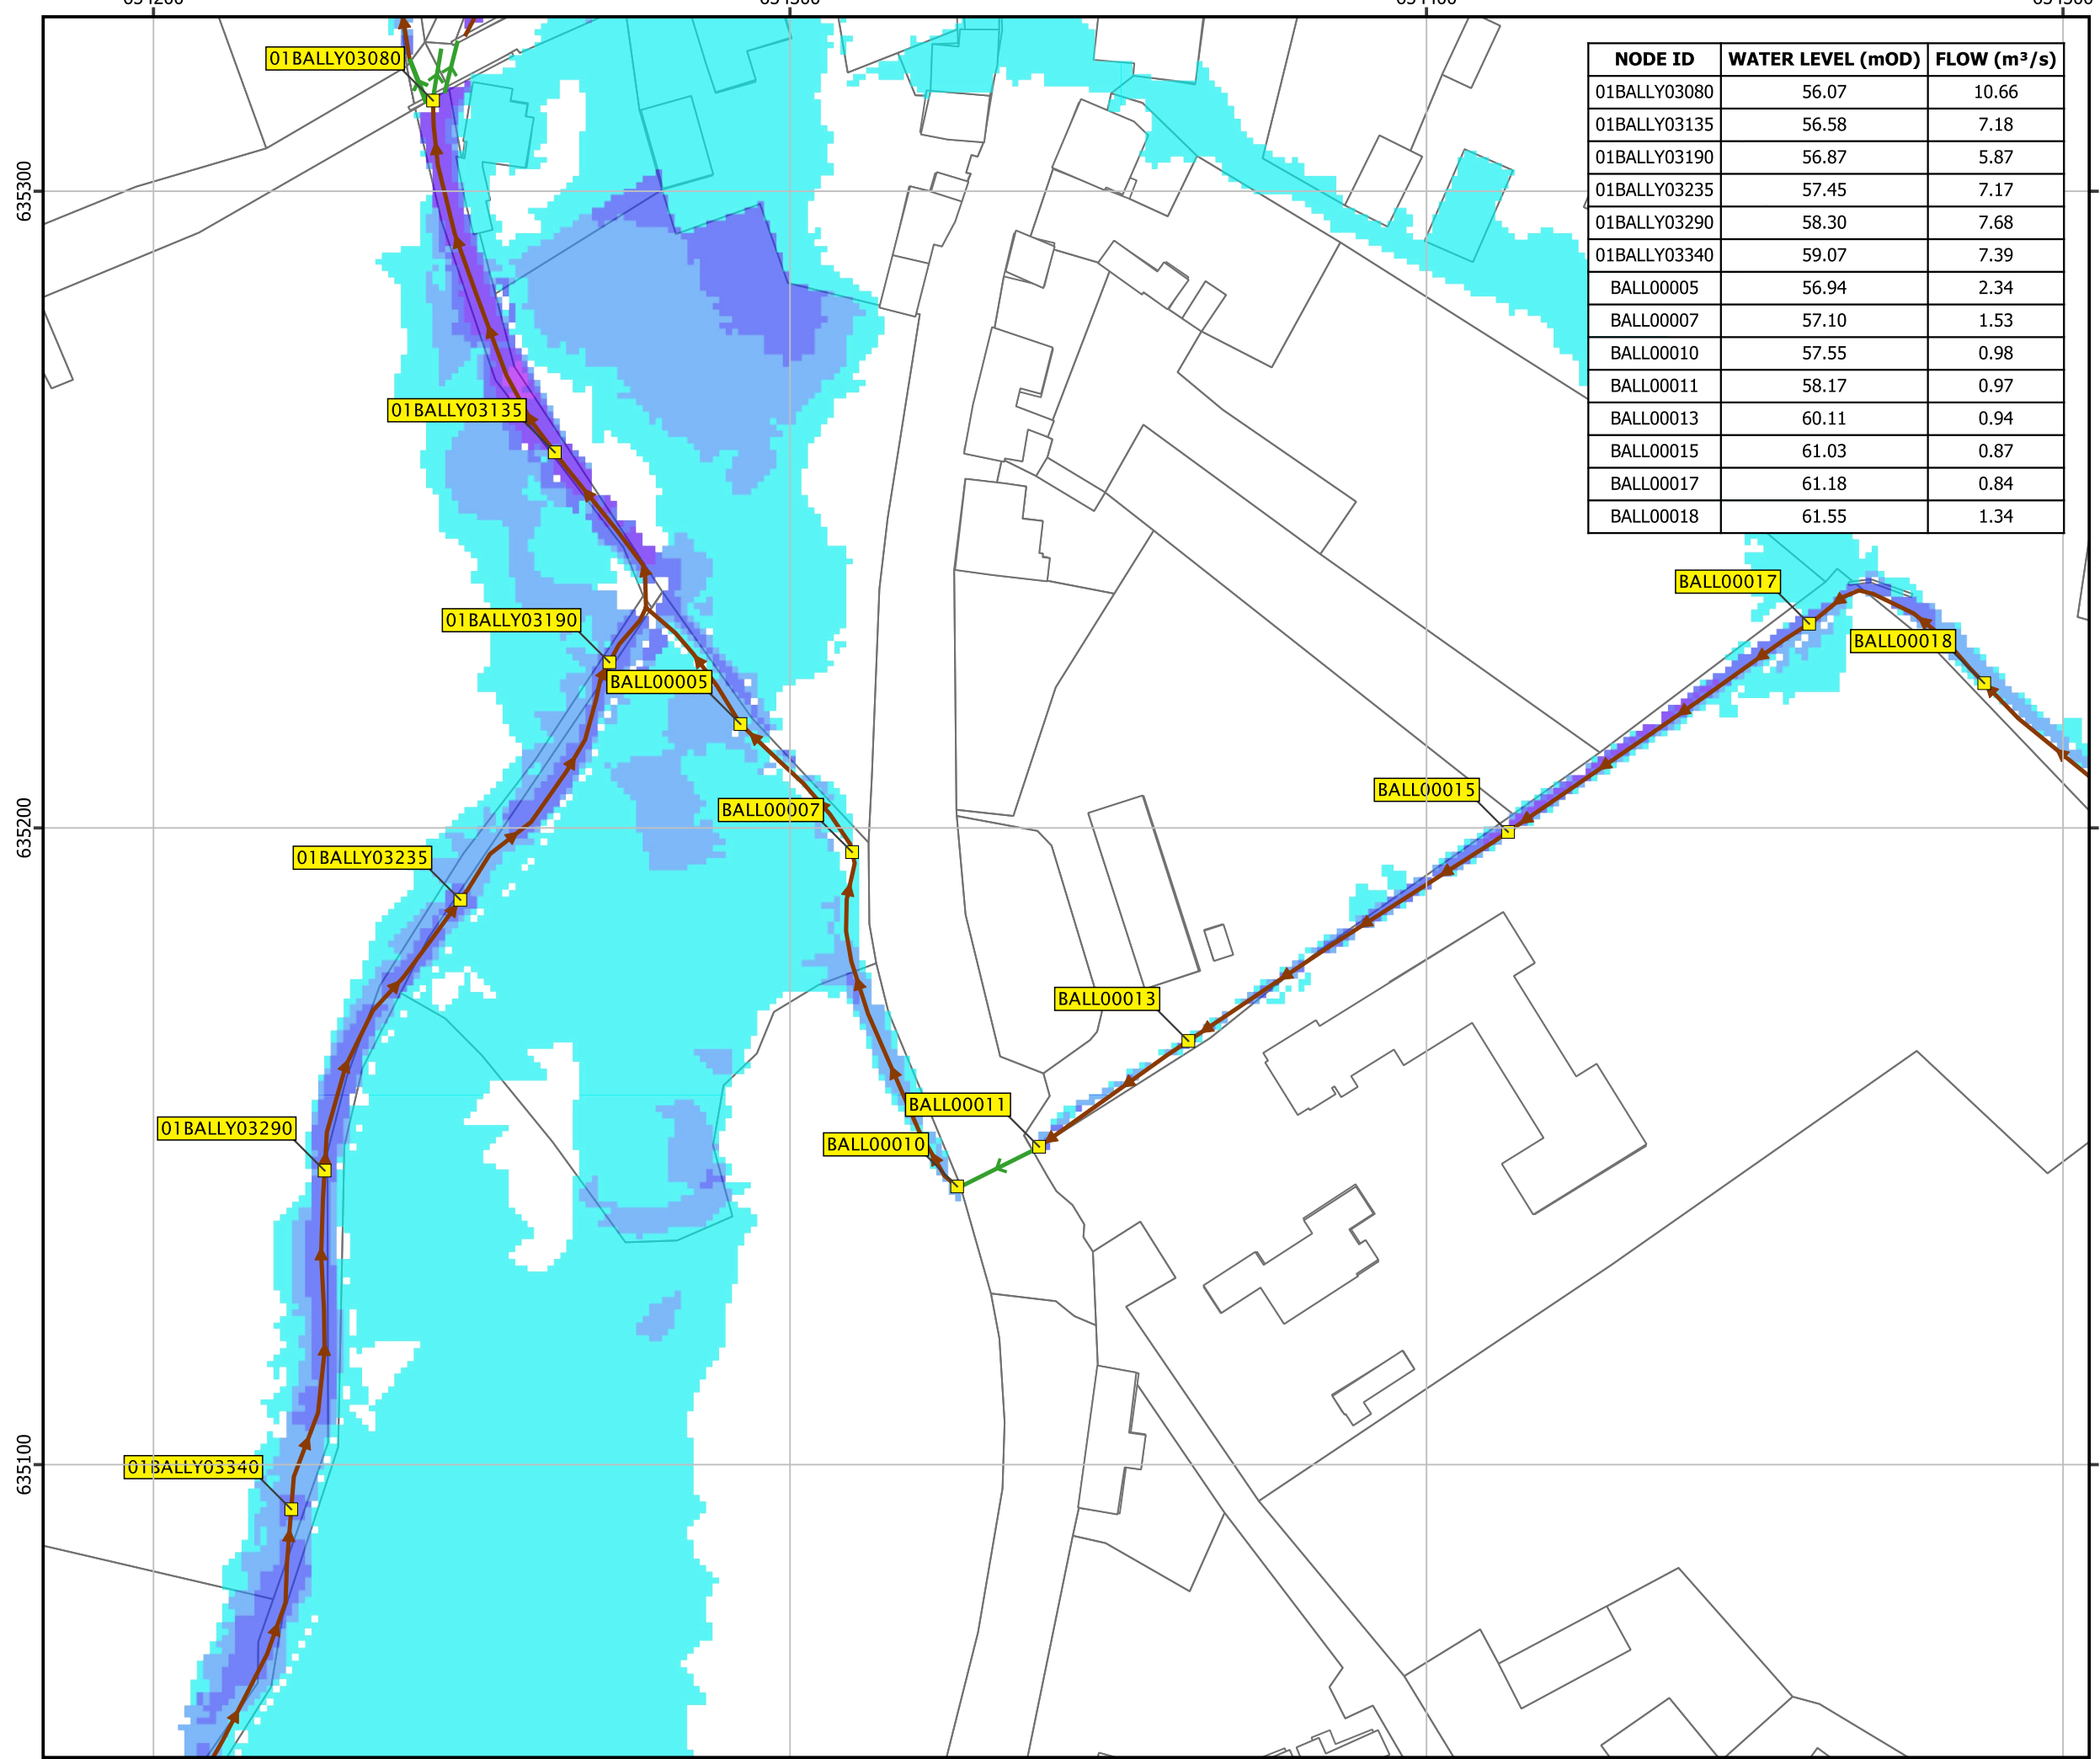 NODE ID WATER LEVEL (mOD) FLOW (m³/s)
01BALLY03080 56.07 10.66
01BALLY03135 56.58 7.18
01BALLY03190 56.87 5.87
01BALLY03235 57.45 7.17
01BALLY03290 58.30 7.68
01BALLY03340 59.07 7.39
BALL00005 56.94 2.34
BALL00007 57.10 1.53
BALL00010 57.55 0.98
BALL00011 58.17 0.97
BALL00013 60.11 0.94
BALL00015 61.03 0.87
BALL00017 61.18 0.84
BALL00018 61.55 1.34
01BALLY03080
635300
01BALLY03135
BALL00017
01BALLY03190
BALL00018
BALL00005
BALL00015
BALL00007
635200
01BALLY03235
BALL00013
BALL00011
01BALLY03290
BALL00010
635100
01BALLY03340